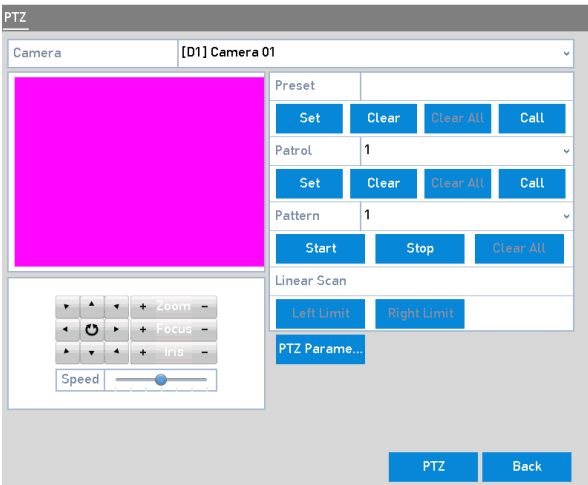 PTZ
Camera [D1] Camera 01
Preset
Set Clear Clear All Call
Patrol 1
Set Clear Clear All Call
Pattern 1
Start Stop Clear All
Linear Scan
Left Limit Right Limit
PTZ Parame...
+ Zoom -
+ Focus -
+ Iris -
Speed
PTZ Back